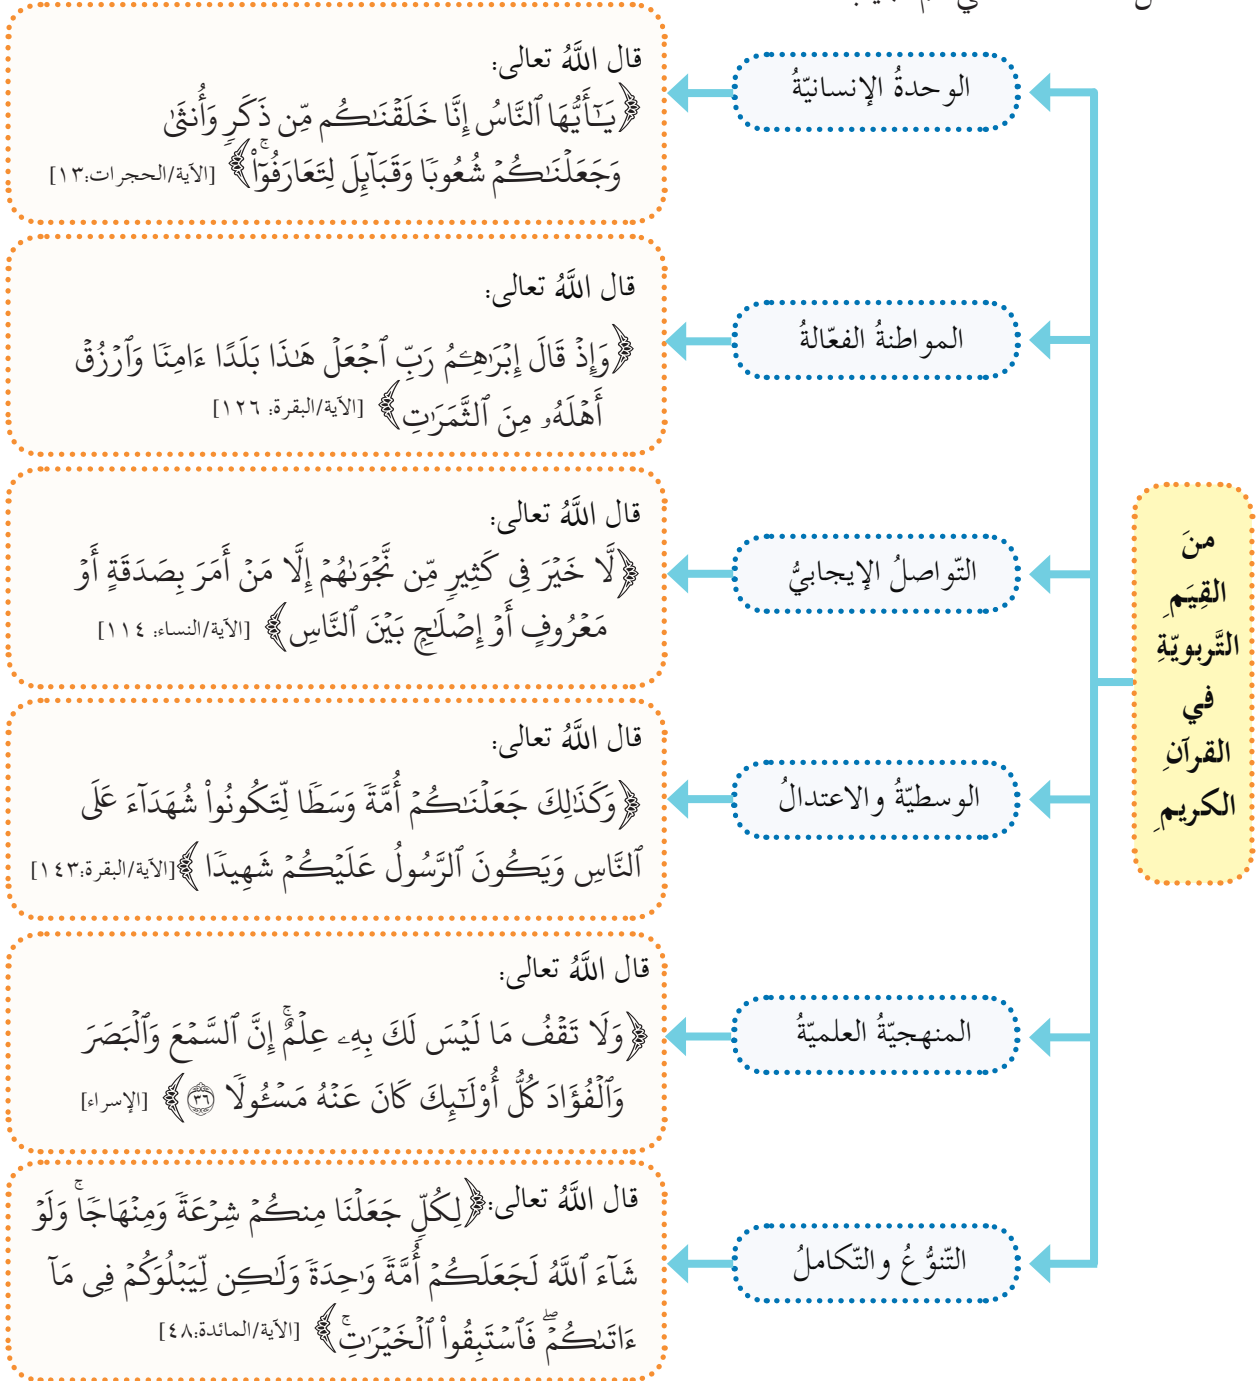 من
القِيَمِ
التَّربويّةِ
في
القرآنِ
الكريمِ
الوحدةُ الإنسانيّةُ
قال اللَّهُ تعالى:
﴿يَـٰٓأَيُّهَا ٱلنَّاسُ إِنَّا خَلَقۡنَـٰكُم مِّن ذَكَرٖ وَأُنثَىٰ
وَجَعَلۡنَـٰكُمۡ شُعُوبٗا وَقَبَآئِلَ لِتَعَارَفُوٓاْۚ﴾ [الآية/الحجرات:١٣]
المواطنةُ الفعّالةُ
قال اللَّهُ تعالى:
﴿وَإِذۡ قَالَ إِبۡرَٰهِـۧمُ رَبِّ ٱجۡعَلۡ هَـٰذَا بَلَدًا ءَامِنٗا وَٱرۡزُقۡ
أَهۡلَهُۥ مِنَ ٱلثَّمَرَٰتِ﴾ [الآية/البقرة: ١٢٦]
التّواصلُ الإيجابيُّ
قال اللَّهُ تعالى:
﴿لَّا خَيۡرَ فِي كَثِيرٖ مِّن نَّجۡوَىٰهُمۡ إِلَّا مَنۡ أَمَرَ بِصَدَقَةٍ أَوۡ
مَعۡرُوفٍ أَوۡ إِصۡلَـٰحِۭ بَيۡنَ ٱلنَّاسِ﴾ [الآية/النساء: ١١٤]
الوسطيّةُ والاعتدالُ
قال اللَّهُ تعالى:
﴿وَكَذَٰلِكَ جَعَلۡنَـٰكُمۡ أُمَّةٗ وَسَطٗا لِّتَكُونُواْ شُهَدَآءَ عَلَى
ٱلنَّاسِ وَيَكُونَ ٱلرَّسُولُ عَلَيۡكُمۡ شَهِيدٗا﴾ [الآية/البقرة:١٤٣]
المنهجيّةُ العلميّةُ
قال اللَّهُ تعالى:
﴿وَلَا تَقۡفُ مَا لَيۡسَ لَكَ بِهِۦ عِلۡمٌۚ إِنَّ ٱلسَّمۡعَ وَٱلۡبَصَرَ
وَٱلۡفُؤَادَ كُلُّ أُوْلَـٰٓئِكَ كَانَ عَنۡهُ مَسۡـُٔولٗا ٣٦﴾ [الإسراء]
التّنوُّعُ والتّكاملُ
قال اللَّهُ تعالى:﴿لِكُلّٖ جَعَلۡنَا مِنكُمۡ شِرۡعَةٗ وَمِنۡهَاجٗاۚ وَلَوۡ
شَآءَ ٱللَّهُ لَجَعَلَكُمۡ أُمَّةٗ وَٰحِدَةٗ وَلَـٰكِن لِّيَبۡلُوَكُمۡ فِي مَآ
ءَاتَىٰكُمۡۖ فَٱسۡتَبِقُواْ ٱلۡخَيۡرَٰتِۚ﴾ [الآية/المائدة:٤٨]